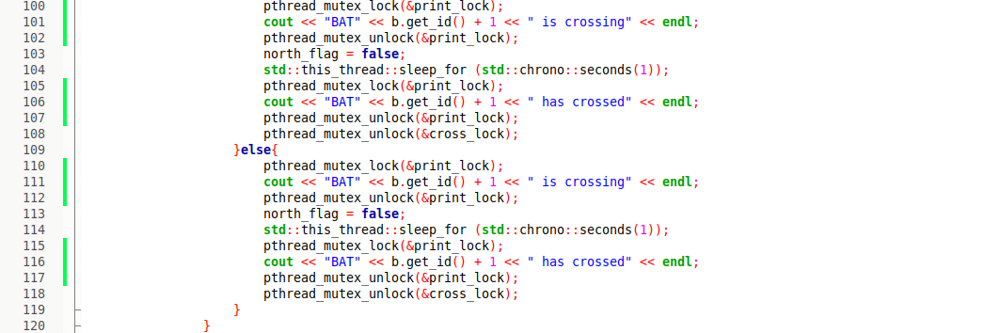 100 pthread_mutex_lock(&print_lock);
101 cout << "BAT" << b.get_id() + 1 << " is crossing" << endl;
102 pthread_mutex_unlock(&print_lock);
103 north_flag = false;
104 std::this_thread::sleep_for (std::chrono::seconds(1));
105 pthread_mutex_lock(&print_lock);
106 cout << "BAT" << b.get_id() + 1 << " has crossed" << endl;
107 pthread_mutex_unlock(&print_lock);
108 pthread_mutex_unlock(&cross_lock);
109 }else{
110 pthread_mutex_lock(&print_lock);
111 cout << "BAT" << b.get_id() + 1 << " is crossing" << endl;
112 pthread_mutex_unlock(&print_lock);
113 north_flag = false;
114 std::this_thread::sleep_for (std::chrono::seconds(1));
115 pthread_mutex_lock(&print_lock);
116 cout << "BAT" << b.get_id() + 1 << " has crossed" << endl;
117 pthread_mutex_unlock(&print_lock);
118 pthread_mutex_unlock(&cross_lock);
119 }
120 }